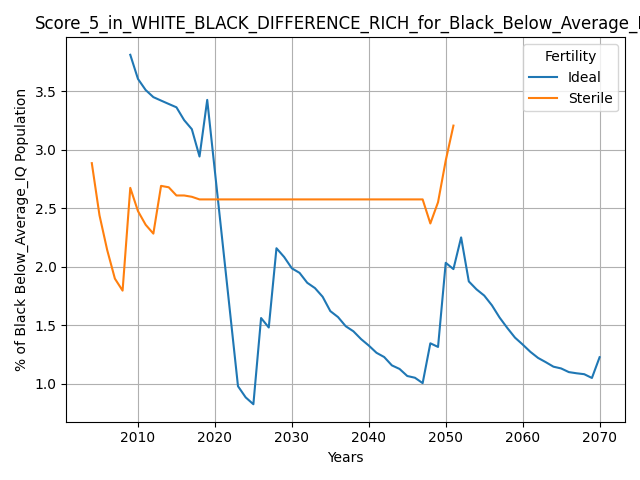 Score_5_in_WHITE_BLACK_DIFFERENCE_RICH_for_Black_Below_Average_I
Fertility
Ideal
Sterile
% of Black Below_Average_IQ Population
3.5
3.0
2.5
2.0
1.5
1.0
2010 2020 2030 2040 2050 2060 2070
Years